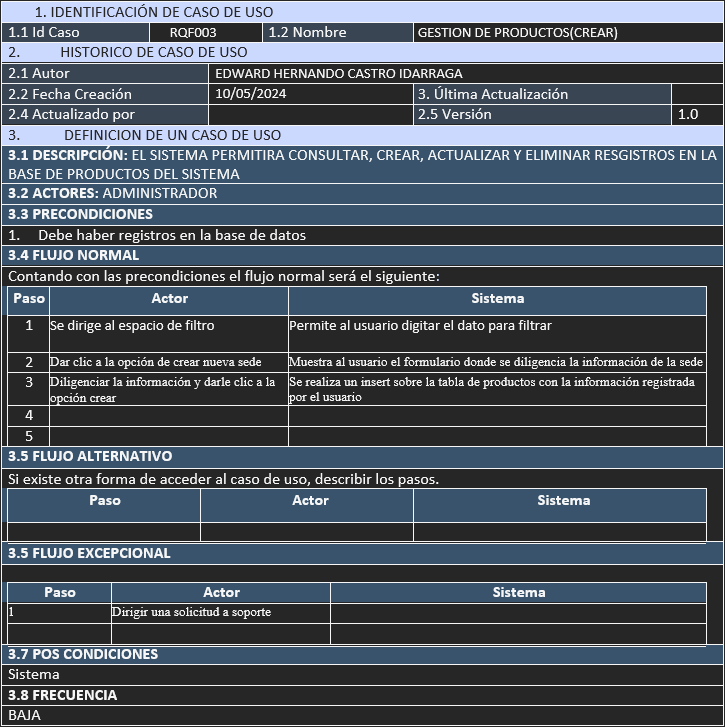 1. IDENTIFICACIÓN DE CASO DE USO
1.1 Id Caso RQF003 1.2 Nombre GESTION DE PRODUCTOS(CREAR)
2. HISTORICO DE CASO DE USO
2.1 Autor EDWARD HERNANDO CASTRO IDARRAGA
2.2 Fecha Creación 10/05/2024 3. Última Actualización
2.4 Actualizado por 2.5 Versión 1.0
3. DEFINICION DE UN CASO DE USO
3.1 DESCRIPCIÓN: EL SISTEMA PERMITIRA CONSULTAR, CREAR, ACTUALIZAR Y ELIMINAR RESGISTROS EN LA
BASE DE PRODUCTOS DEL SISTEMA
3.2 ACTORES: ADMINISTRADOR
3.3 PRECONDICIONES
1. Debe haber registros en la base de datos
3.4 FLUJO NORMAL
Contando con las precondiciones el flujo normal será el siguiente:
Paso Actor Sistema
1 Se dirige al espacio de filtro Permite al usuario digitar el dato para filtrar
2 Dar clic a la opción de crear nueva sede Muestra al usuario el formulario donde se diligencia la información de la sede
3 Diligenciar la información y darle clic a la Se realiza un insert sobre la tabla de productos con la información registrada
opción crear por el usuario
4
5
3.5 FLUJO ALTERNATIVO
Si existe otra forma de acceder al caso de uso, describir los pasos.
Paso Actor Sistema
3.5 FLUJO EXCEPCIONAL
Paso Actor Sistema
1 Dirigir una solicitud a soporte
3.7 POS CONDICIONES
Sistema
3.8 FRECUENCIA
BAJA